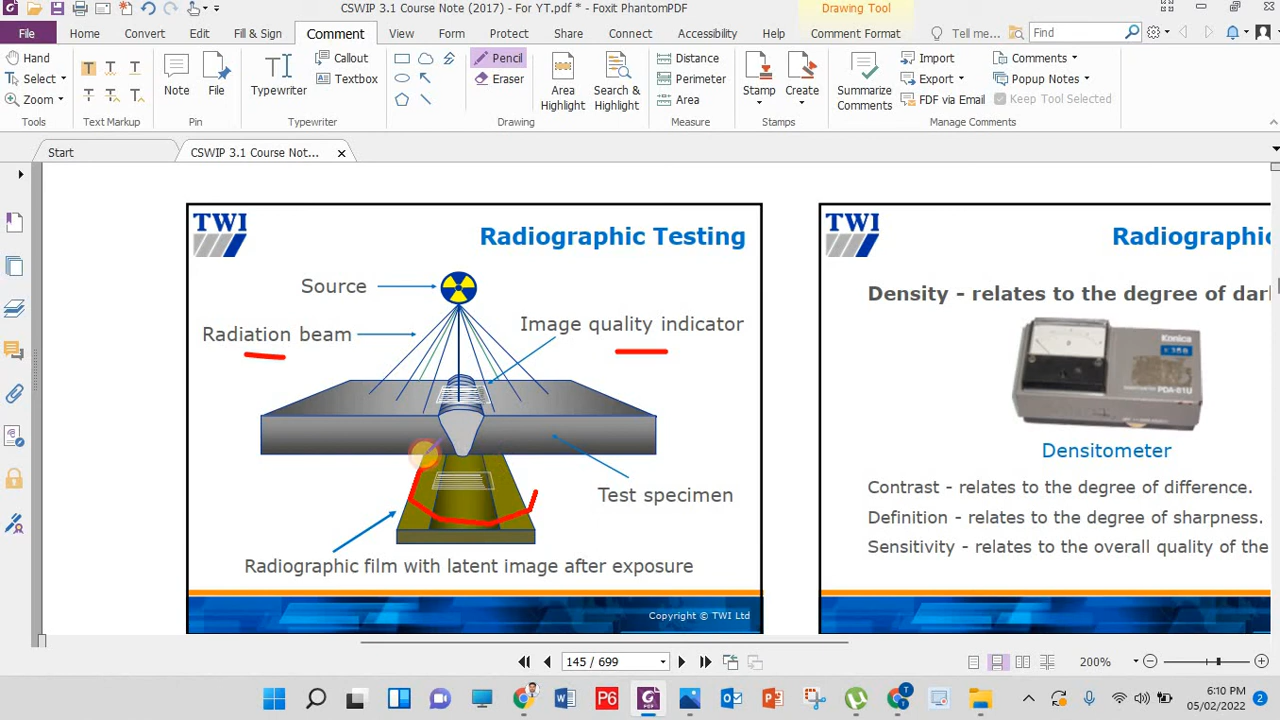 CSWIP 3.1 Course Note (2017) - For YT.pdf * - Foxit PhantomPDF
Drawing Tool
File
Home
Convert
Edit
Fill & Sign
Comment
View
Form
Protect
Share
Connect
Accessibility
Help
Comment Format
Tell me...
Find
Hand
Select
Zoom
Tools
Text Markup
Note
File
Pin
Typewriter
Callout
Textbox
Typewriter
Pencil
Eraser
Area Highlight
Search & Highlight
Drawing
Distance
Perimeter
Area
Measure
Stamp
Create
Stamps
Summarize Comments
Import
Export
FDF via Email
Comments
Popup Notes
Keep Tool Selected
Manage Comments
Start
CSWIP 3.1 Course Not...
TWI
Radiographic Testing
Source
Radiation beam
Image quality indicator
Test specimen
Radiographic film with latent image after exposure
Copyright © TWI Ltd
TWI
Radiographic
Density - relates to the degree of dar
Konica
PDA-81U
Densitometer
Contrast - relates to the degree of difference.
Definition - relates to the degree of sharpness.
Sensitivity - relates to the overall quality of the
145 / 699
200%
P6
6:10 PM
05/02/2022
2